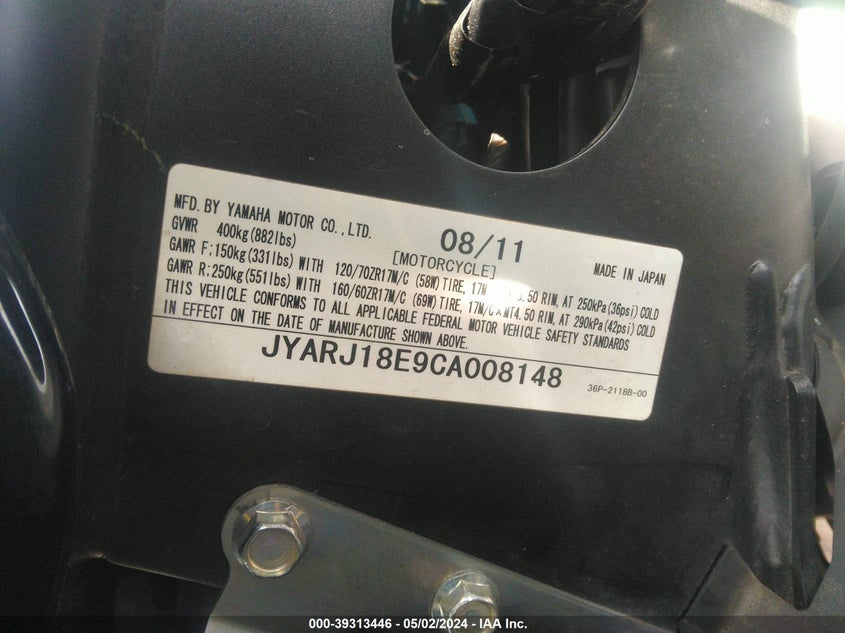 MFD. BY YAMAHA MOTOR CO., LTD.
08/11
MADE IN JAPAN
GVWR 400kg(882lbs)
[MOTORCYCLE]
GAWR F:150kg(331lbs) WITH 120/70ZR17M/C (58W) TIRE, 17M .50 RIM, AT 250kPa(36psi) COLD
GAWR R:250kg(551lbs) WITH 160/60ZR17M/C (69W) TIRE, 17M/C×MT4.50 RIM, AT 290kPa(42psi) COLD
THIS VEHICLE CONFORMS TO ALL APPLICABLE FEDERAL MOTOR VEHICLE SAFETY STANDARDS
IN EFFECT ON THE DATE OF MANUFACTURE SHOWN ABOVE.
JYARJ18E9CA008148
36P-2118B-00
000-39313446 - 05/02/2024 - IAA Inc.